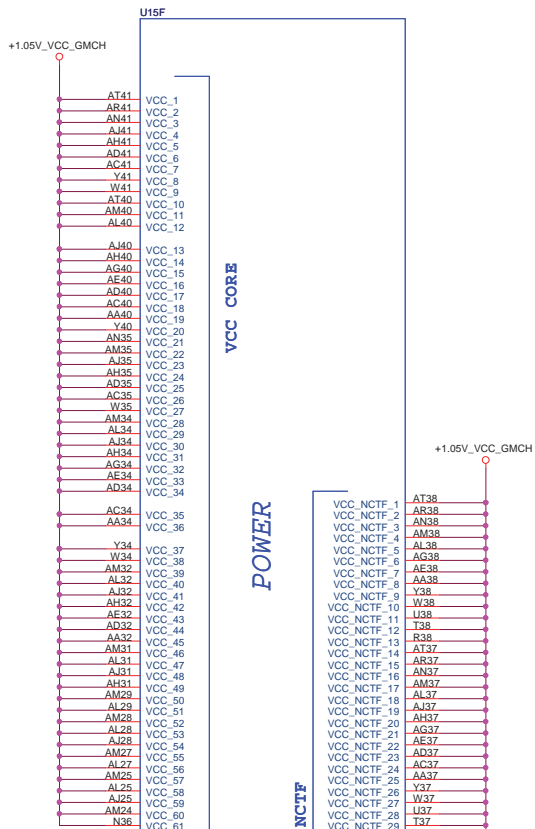 U15F
+1.05V_VCC_GMCH
AT41 VCC_1
AR41 VCC_2
AN41 VCC_3
AJ41 VCC_4
AH41 VCC_5
AD41 VCC_6
AC41 VCC_7
Y41 VCC_8
W41 VCC_9
AT40 VCC_10
AM40 VCC_11
AL40 VCC_12
AJ40 VCC_13
AH40 VCC_14
AG40 VCC_15
AE40 VCC_16
AD40 VCC_17
AC40 VCC_18
AA40 VCC_19
Y40 VCC_20
AN35 VCC_21
AM35 VCC_22
AJ35 VCC_23
AH35 VCC_24
AD35 VCC_25
AC35 VCC_26
W35 VCC_27
AM34 VCC_28
AL34 VCC_29
AJ34 VCC_30
AH34 VCC_31
AG34 VCC_32
AE34 VCC_33
AD34 VCC_34
AC34 VCC_35
AA34 VCC_36
Y34 VCC_37
W34 VCC_38
AM32 VCC_39
AL32 VCC_40
AJ32 VCC_41
AH32 VCC_42
AE32 VCC_43
AD32 VCC_44
AA32 VCC_45
AM31 VCC_46
AL31 VCC_47
AJ31 VCC_48
AH31 VCC_49
AM29 VCC_50
AL29 VCC_51
AM28 VCC_52
AL28 VCC_53
AJ28 VCC_54
AM27 VCC_55
AL27 VCC_56
AM25 VCC_57
AL25 VCC_58
AJ25 VCC_59
AM24 VCC_60
N36 VCC_61
VCC CORE
POWER
+1.05V_VCC_GMCH
VCC_NCTF_1 AT38
VCC_NCTF_2 AR38
VCC_NCTF_3 AN38
VCC_NCTF_4 AM38
VCC_NCTF_5 AL38
VCC_NCTF_6 AG38
VCC_NCTF_7 AE38
VCC_NCTF_8 AA38
VCC_NCTF_9 Y38
VCC_NCTF_10 W38
VCC_NCTF_11 U38
VCC_NCTF_12 T38
VCC_NCTF_13 R38
VCC_NCTF_14 AT37
VCC_NCTF_15 AR37
VCC_NCTF_16 AN37
VCC_NCTF_17 AM37
VCC_NCTF_18 AL37
VCC_NCTF_19 AJ37
VCC_NCTF_20 AH37
VCC_NCTF_21 AG37
VCC_NCTF_22 AE37
VCC_NCTF_23 AD37
VCC_NCTF_24 AC37
VCC_NCTF_25 AA37
VCC_NCTF_26 Y37
VCC_NCTF_27 W37
VCC_NCTF_28 U37
VCC_NCTF_29 T37
NCTF